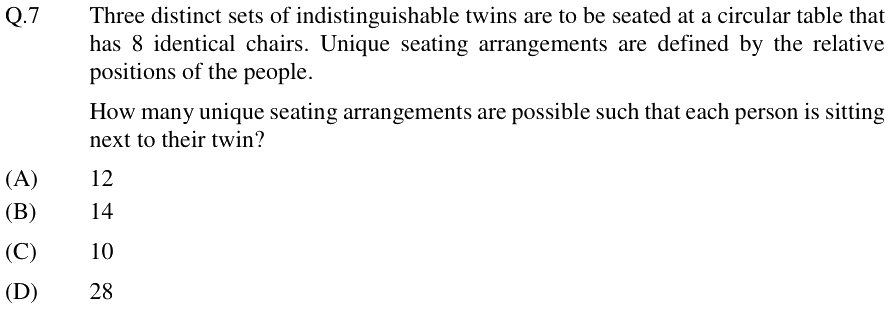 Q.7 Three distinct sets of indistinguishable twins are to be seated at a circular table that
has 8 identical chairs. Unique seating arrangements are defined by the relative
positions of the people.
How many unique seating arrangements are possible such that each person is sitting
next to their twin?
(A) 12
(B) 14
(C) 10
(D) 28